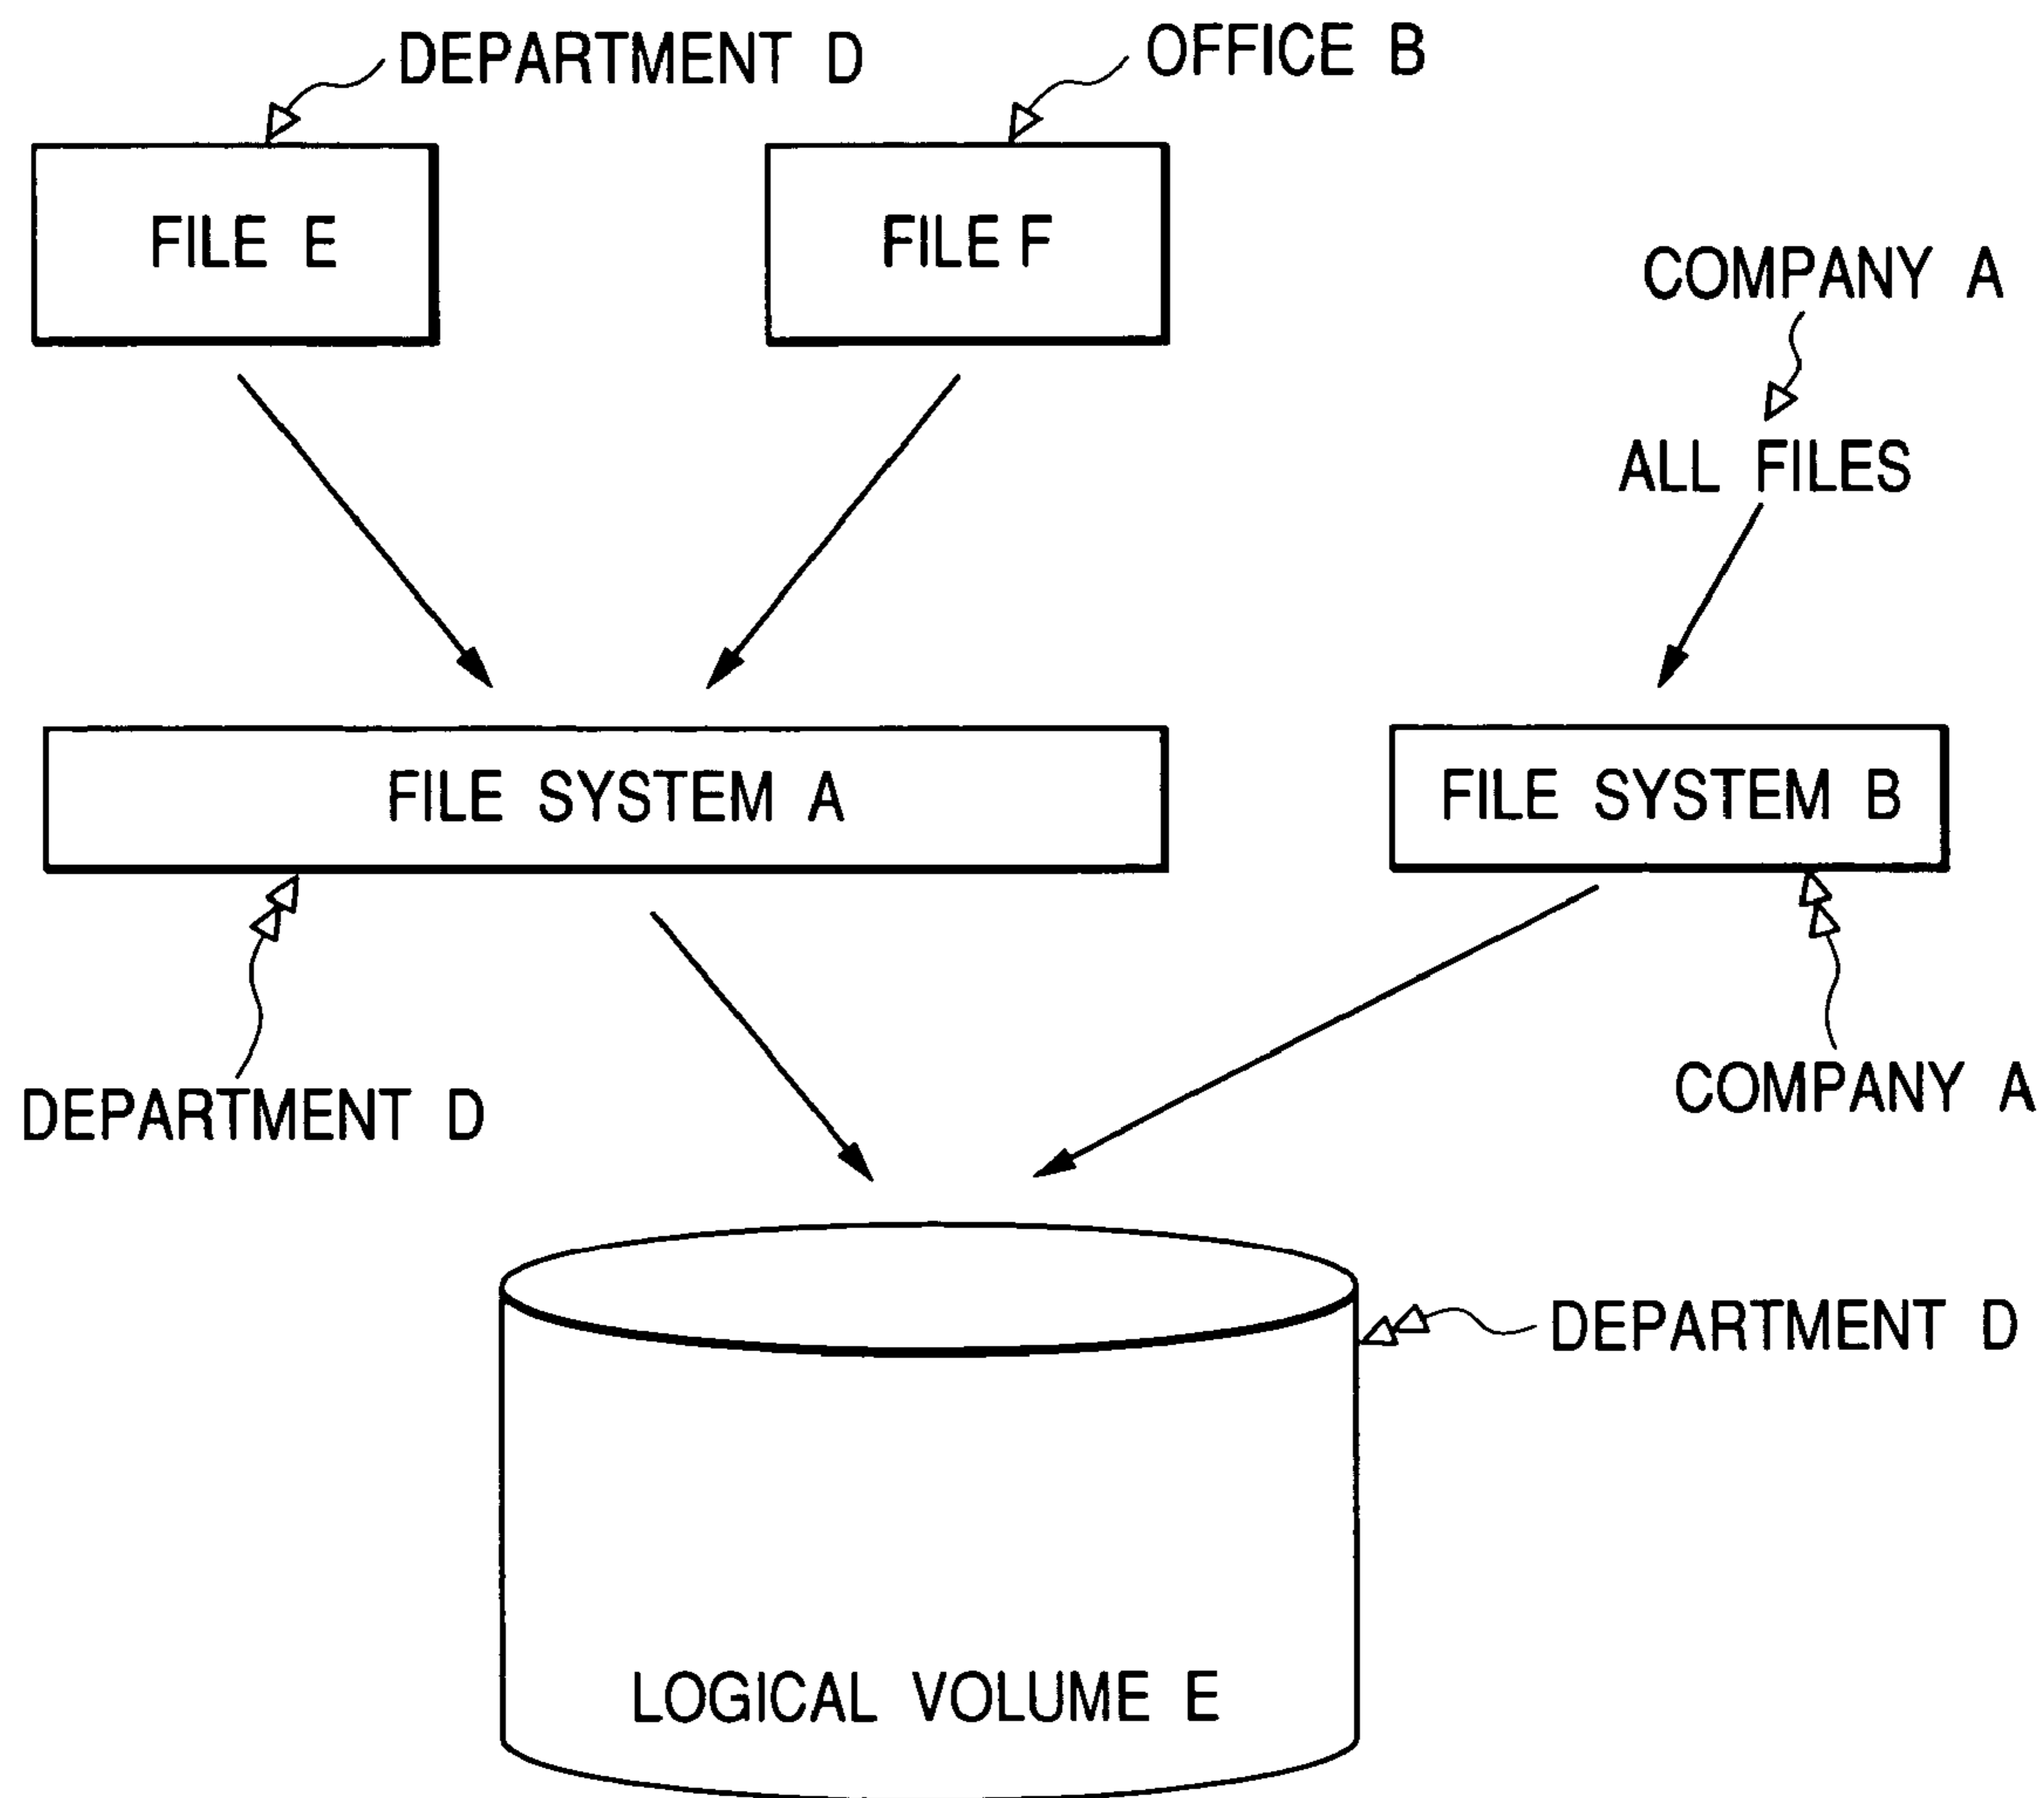 DEPARTMENT D
OFFICE B
FILE E
FILE F
COMPANY A
ALL FILES
FILE SYSTEM A
FILE SYSTEM B
DEPARTMENT D
COMPANY A
DEPARTMENT D
LOGICAL VOLUME E